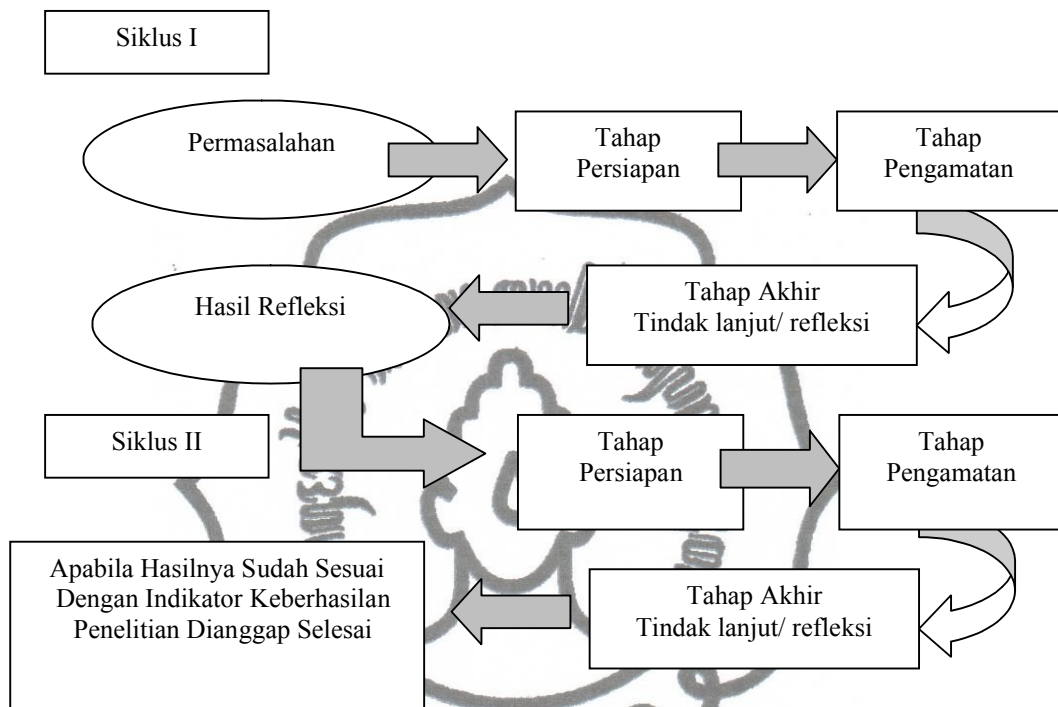 Siklus I
Permasalahan
Tahap
Persiapan
Tahap
Pengamatan
Tahap Akhir
Tindak lanjut/ refleksi
Hasil Refleksi
Siklus II
Tahap
Persiapan
Tahap
Pengamatan
Tahap Akhir
Tindak lanjut/ refleksi
Apabila Hasilnya Sudah Sesuai
Dengan Indikator Keberhasilan
Penelitian Dianggap Selesai